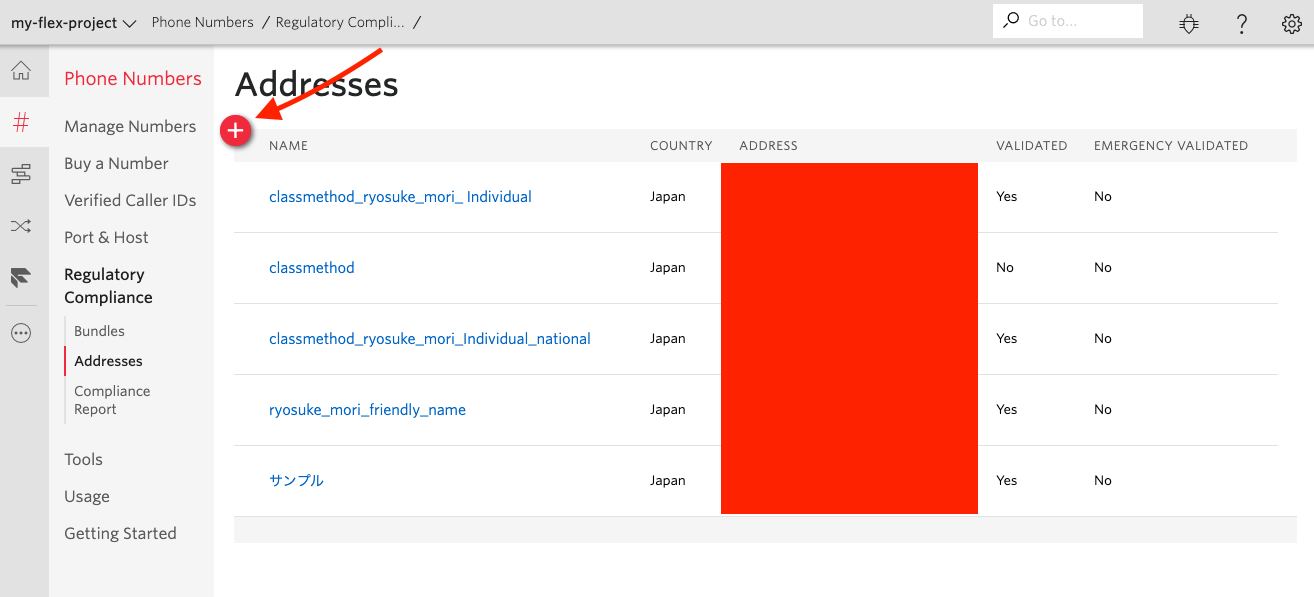 my-flex-project Phone Numbers / Regulatory Compli... / Go to...
Phone Numbers
Manage Numbers
Buy a Number
Verified Caller IDs
Port & Host
Regulatory
Compliance
Bundles
Addresses
Compliance
Report
Tools
Usage
Getting Started
Addresses
NAME COUNTRY ADDRESS VALIDATED EMERGENCY VALIDATED
classmethod_ryosuke_mori_ Individual Japan Yes No
classmethod Japan No No
classmethod_ryosuke_mori_Individual_national Japan Yes No
ryosuke_mori_friendly_name Japan Yes No
サンプル Japan Yes No